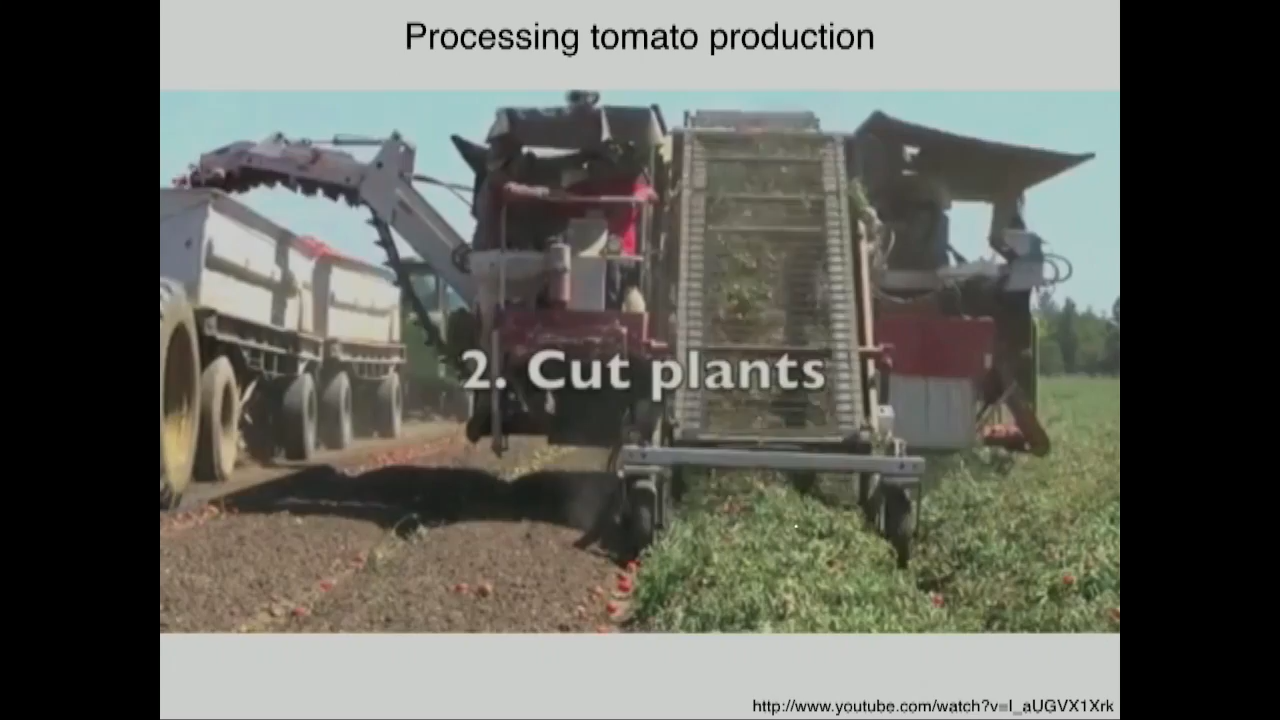 Processing tomato production
2. Cut plants
http://www.youtube.com/watch?v=I_aUGVX1Xrk